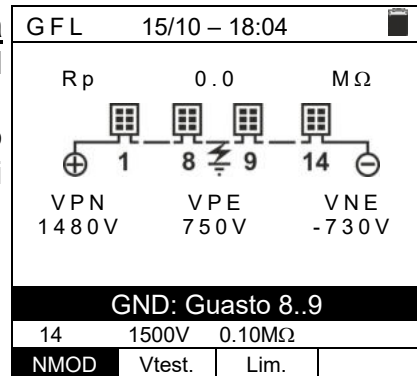 GFL 15/10 – 18:04
Rp 0.0 MΩ
1 8 9 14
VPN VPE VNE
1480V 750V -730V
GND: Guasto 8..9
14 1500V 0.10MΩ
NMOD Vtest. Lim.